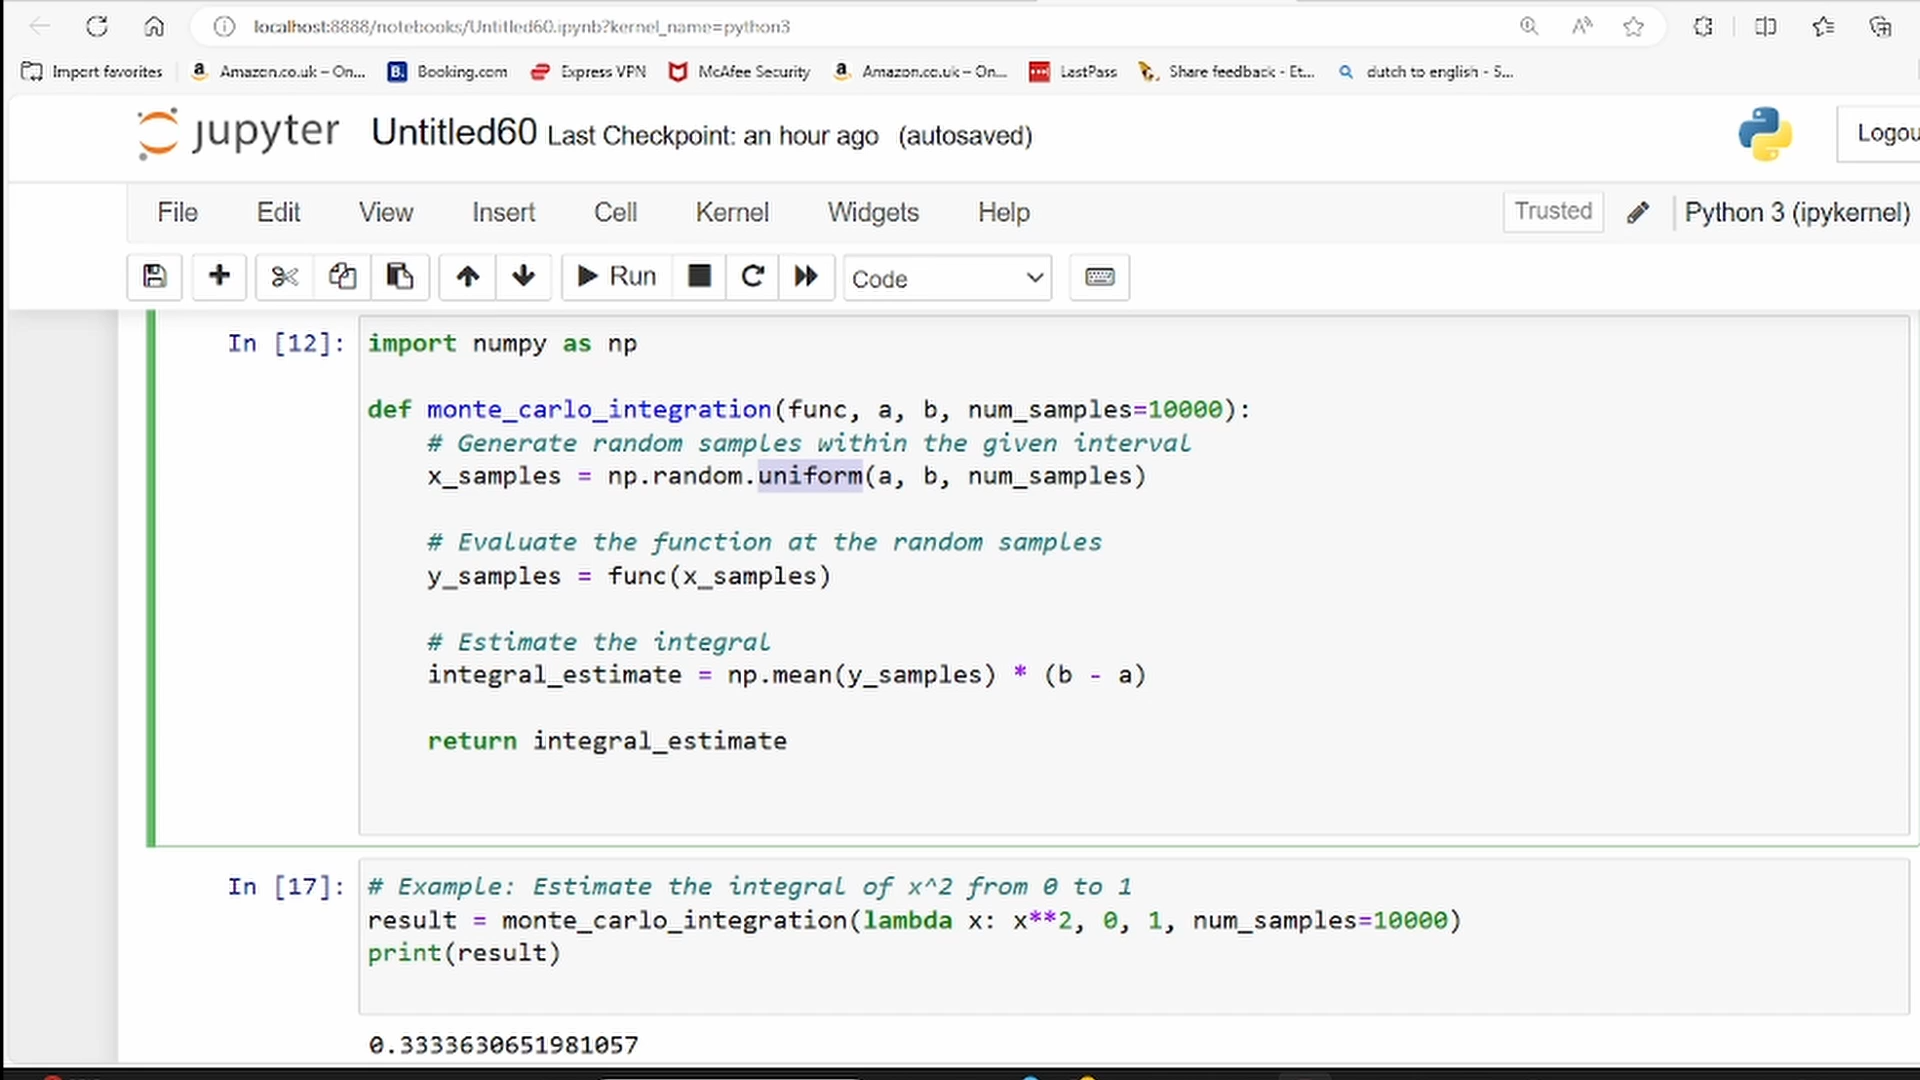 localhost:8888/notebooks/Untitled60.ipynb?kernel_name=python3
Import favorites Amazon.co.uk – On... Booking.com Express VPN McAfee Security Amazon.co.uk – On... LastPass Share feedback - Et... dutch to english - S...
jupyter Untitled60 Last Checkpoint: an hour ago (autosaved) Logou
File Edit View Insert Cell Kernel Widgets Help Trusted Python 3 (ipykernel)
Run Code
In [12]: import numpy as np
def monte_carlo_integration(func, a, b, num_samples=10000):
# Generate random samples within the given interval
x_samples = np.random.uniform(a, b, num_samples)
# Evaluate the function at the random samples
y_samples = func(x_samples)
# Estimate the integral
integral_estimate = np.mean(y_samples) * (b - a)
return integral_estimate
In [17]: # Example: Estimate the integral of x^2 from 0 to 1
result = monte_carlo_integration(lambda x: x**2, 0, 1, num_samples=10000)
print(result)
0.3333630651981057